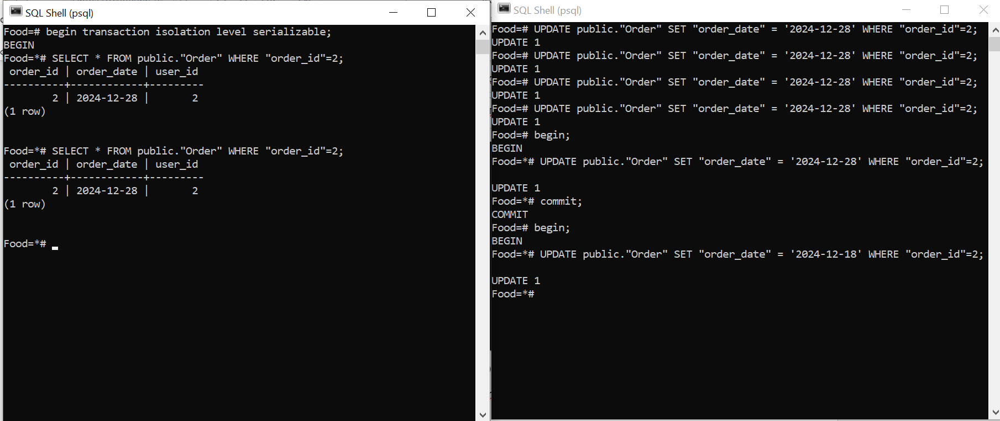 SQL Shell (psql)
Food=# begin transaction isolation level serializable;
BEGIN
Food=*# SELECT * FROM public."Order" WHERE "order_id"=2;
 order_id | order_date | user_id
----------+------------+---------
        2 | 2024-12-28 |       2
(1 row)
Food=*# SELECT * FROM public."Order" WHERE "order_id"=2;
 order_id | order_date | user_id
----------+------------+---------
        2 | 2024-12-28 |       2
(1 row)
Food=*#
SQL Shell (psql)
Food=# UPDATE public."Order" SET "order_date" = '2024-12-28' WHERE "order_id"=2;
UPDATE 1
Food=# UPDATE public."Order" SET "order_date" = '2024-12-28' WHERE "order_id"=2;
UPDATE 1
Food=# UPDATE public."Order" SET "order_date" = '2024-12-28' WHERE "order_id"=2;
UPDATE 1
Food=# UPDATE public."Order" SET "order_date" = '2024-12-28' WHERE "order_id"=2;
UPDATE 1
Food=# begin;
BEGIN
Food=*# UPDATE public."Order" SET "order_date" = '2024-12-28' WHERE "order_id"=2;
UPDATE 1
Food=*# commit;
COMMIT
Food=# begin;
BEGIN
Food=*# UPDATE public."Order" SET "order_date" = '2024-12-18' WHERE "order_id"=2;
UPDATE 1
Food=*#